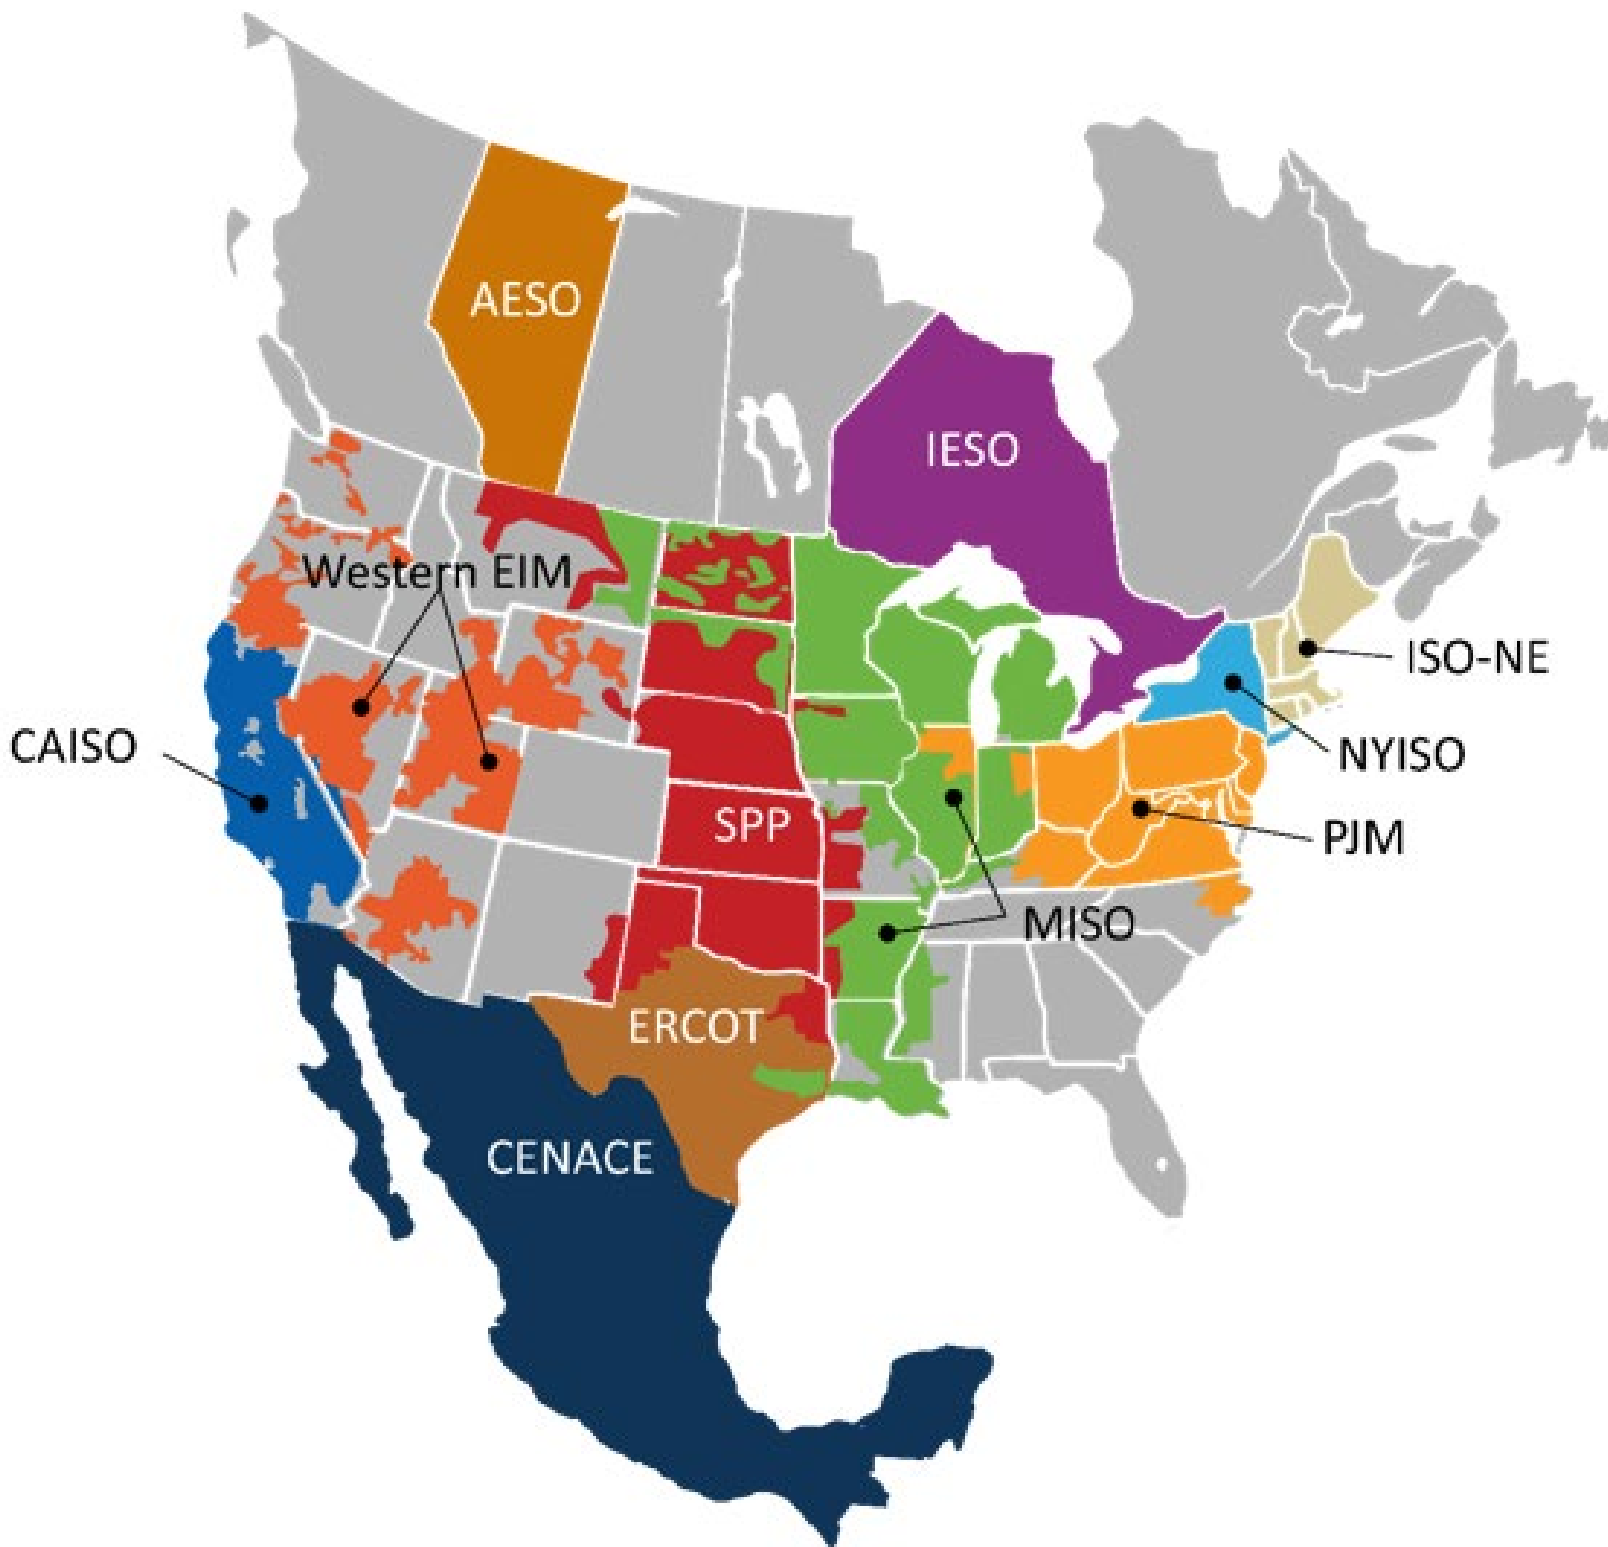 AESO
IESO
Western EIM
ISO-NE
CAISO
NYISO
SPP
PJM
MISO
ERCOT
CENACE